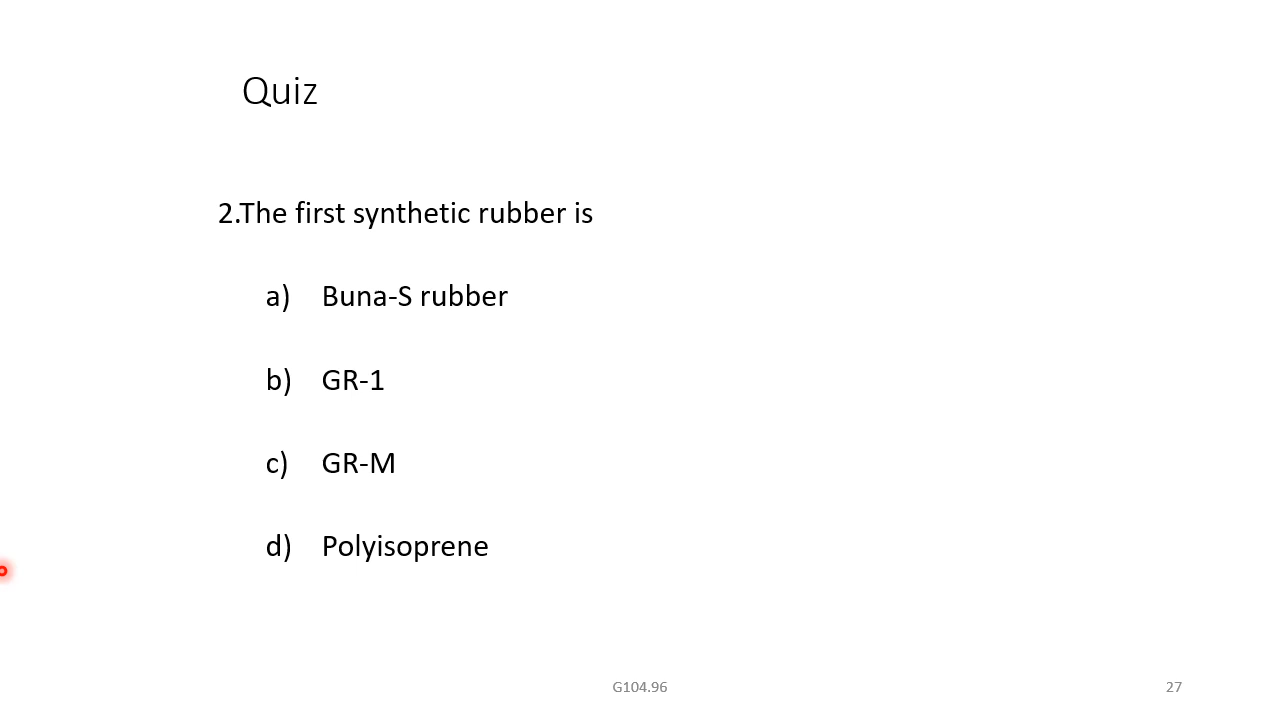 Quiz
2.The first synthetic rubber is
a) Buna-S rubber
b) GR-1
c) GR-M
d) Polyisoprene
G104.96
27